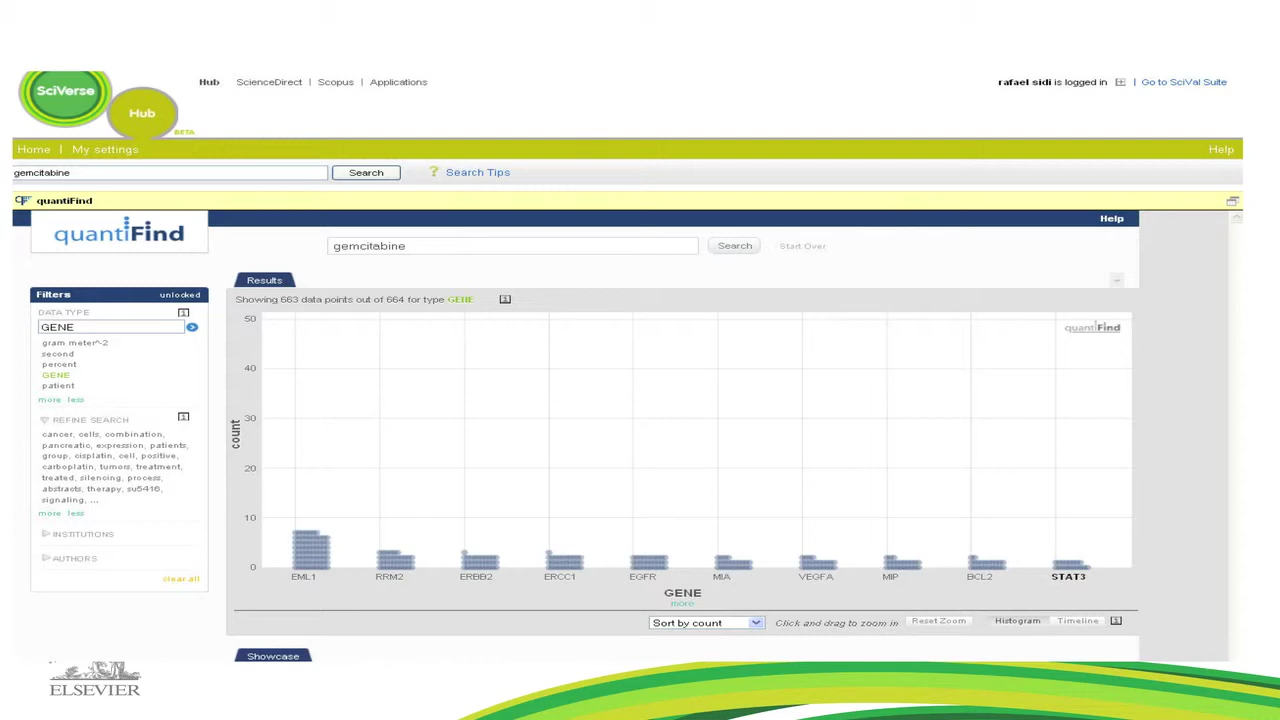 SciVerse
Hub
BETA
Hub ScienceDirect | Scopus | Applications
rafael sidi is logged in | Go to SciVal Suite
Home | My settings
Help
gemcitabine Search ? Search Tips
quantiFind
quantiFind
Help
gemcitabine Search Start Over
Filters unlocked
DATA TYPE
GENE
gram meter^-2
second
percent
GENE
patient
more less
REFINE SEARCH
cancer, cells, combination,
pancreatic, expression, patients,
group, cisplatin, cell, positive,
carboplatin, tumors, treatment,
treated, silencing, process,
abstracts, therapy, su5416,
signaling, ...
more less
INSTITUTIONS
AUTHORS
clear all
Results
Showing 663 data points out of 664 for type GENE
quantiFind
50
40
30
20
10
0
count
EML1 RRM2 ERBB2 ERCC1 EGFR MIA VEGFA MIP BCL2 STAT3
GENE
more
Sort by count Click and drag to zoom in Reset Zoom Histogram Timeline
Showcase
ELSEVIER